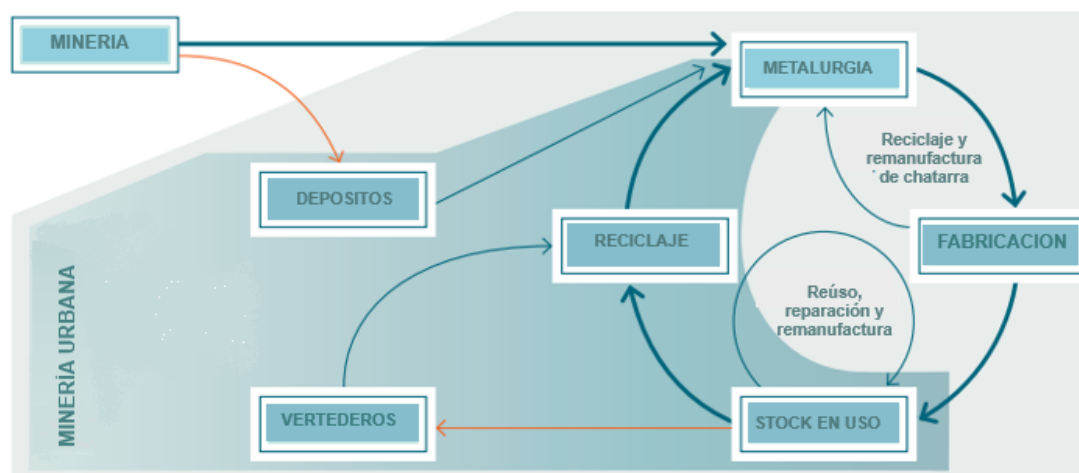 MINERIA
METALURGIA
Reciclaje y
remanufactura
de chatarra
DEPOSITOS
RECICLAJE
FABRICACION
Reúso,
reparación y
remanufactura
MINERÍA URBANA
VERTEDEROS
STOCK EN USO